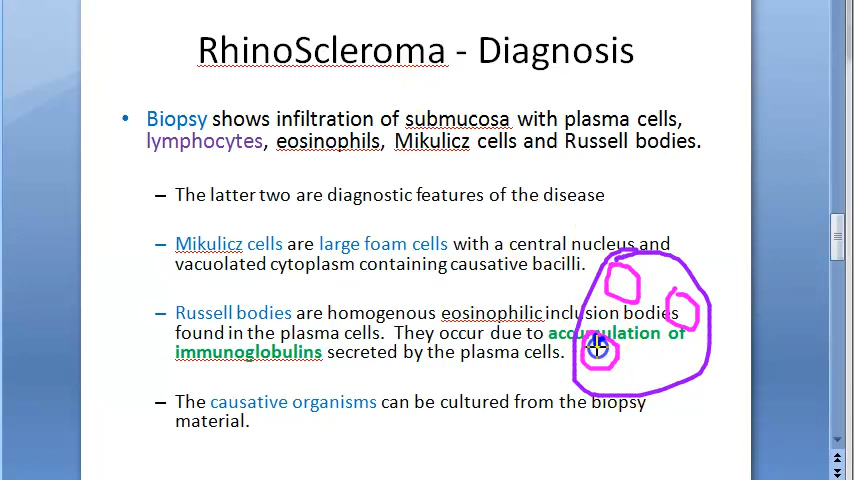 RhinoScleroma - Diagnosis
• Biopsy shows infiltration of submucosa with plasma cells,
lymphocytes, eosinophils, Mikulicz cells and Russell bodies.
– The latter two are diagnostic features of the disease
– Mikulicz cells are large foam cells with a central nucleus and
vacuolated cytoplasm containing causative bacilli.
– Russell bodies are homogenous eosinophilic inclusion bodies
found in the plasma cells. They occur due to accumulation of
immunoglobulins secreted by the plasma cells.
– The causative organisms can be cultured from the biopsy
material.